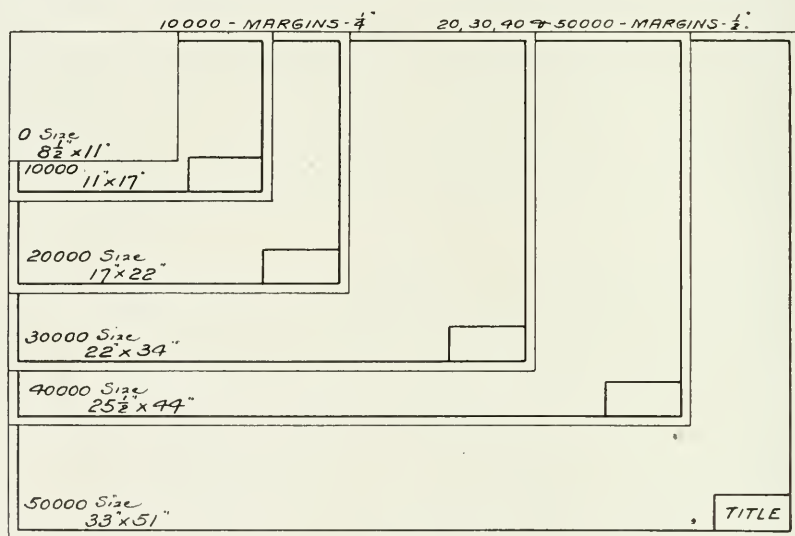 10000 - MARGINS - 1/4" 20, 30, 40 & 50000 - MARGINS - 1/2".
0 Size
8 1/2" x 11"
10000
11" x 17"
20000 Size
17" x 22"
30000 Size
22" x 34"
40000 Size
25 1/2" x 44"
50000 Size
33" x 51"
TITLE